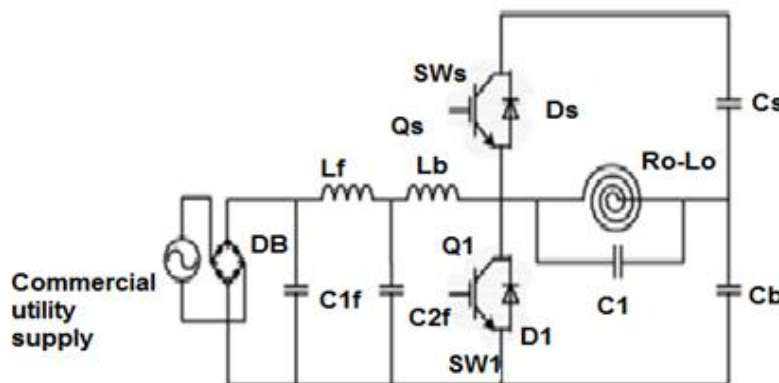 SWs
Cs
Ds
Qs
Ro-Lo
Lf
Lb
DB
Q1
Commercial
utility
supply
C1f
C2f
C1
Cb
D1
SW1